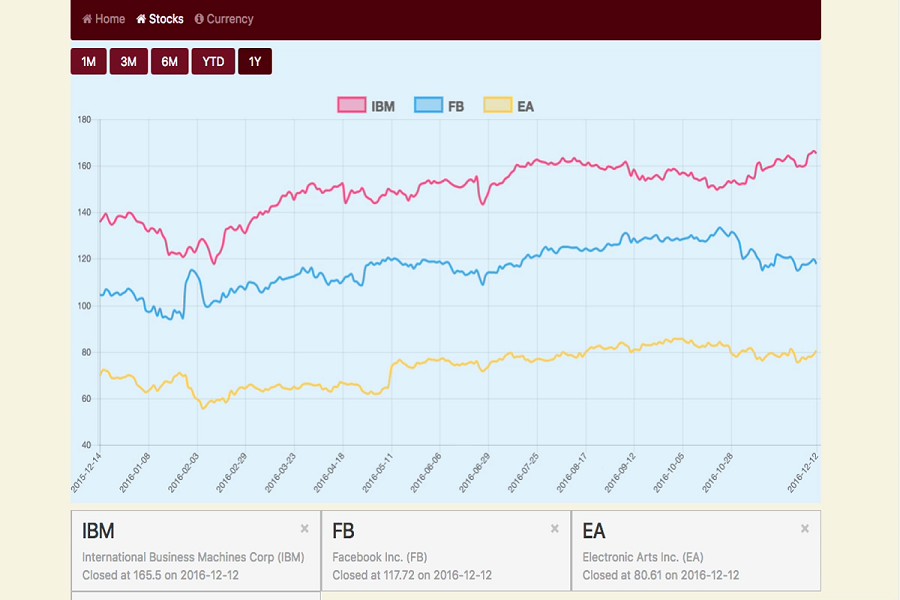 Home Stocks Currency
1M 3M 6M YTD 1Y
IBM FB EA
180
160
140
120
100
80
60
40
2015-12-14 2016-01-08 2016-02-03 2016-02-29 2016-03-23 2016-04-18 2016-05-11 2016-06-06 2016-06-29 2016-07-25 2016-08-17 2016-09-12 2016-10-05 2016-10-28 2016-12-12
IBM × FB × EA ×
International Business Machines Corp (IBM) Facebook Inc. (FB) Electronic Arts Inc. (EA)
Closed at 165.5 on 2016-12-12 Closed at 117.72 on 2016-12-12 Closed at 80.61 on 2016-12-12